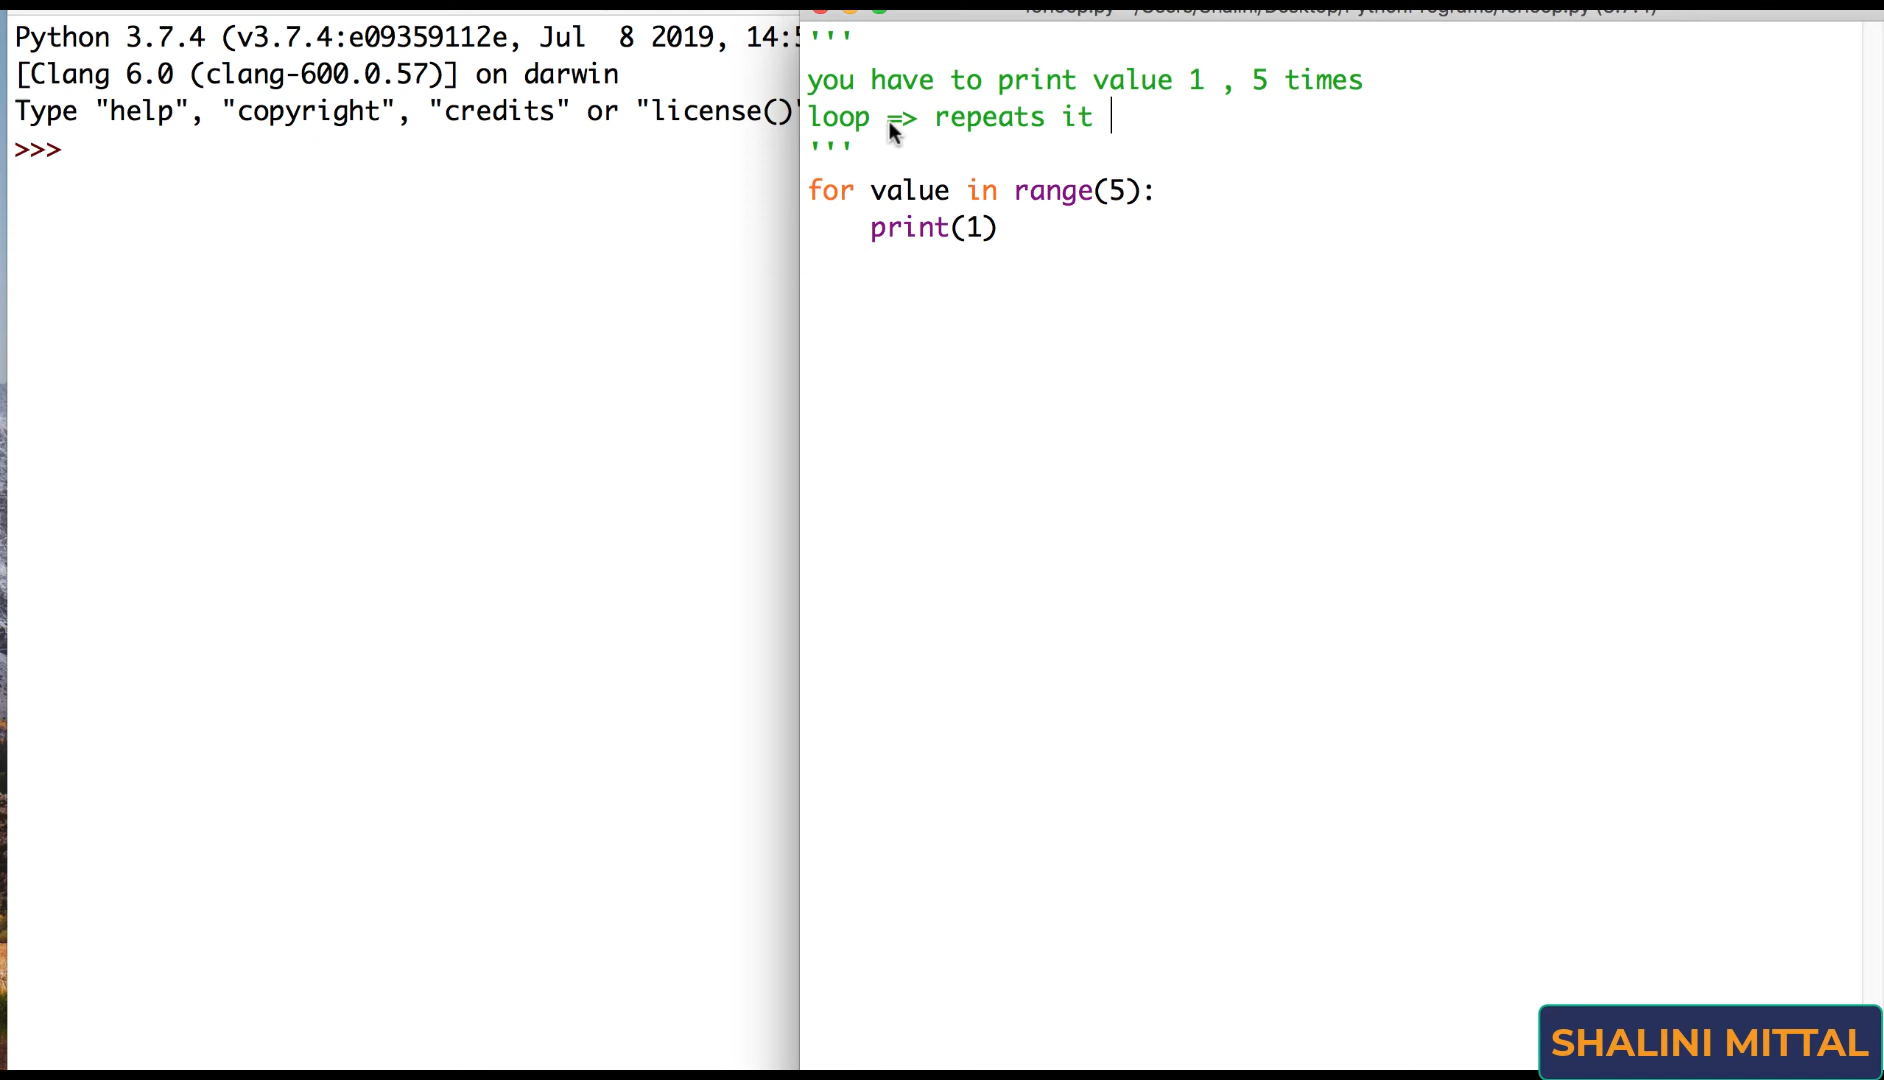 Python 3.7.4 (v3.7.4:e09359112e, Jul  8 2019, 14:5
[Clang 6.0 (clang-600.0.57)] on darwin
Type "help", "copyright", "credits" or "license()"
>>>
'''
you have to print value 1 , 5 times
loop => repeats it
'''
for value in range(5):
    print(1)
SHALINI MITTAL